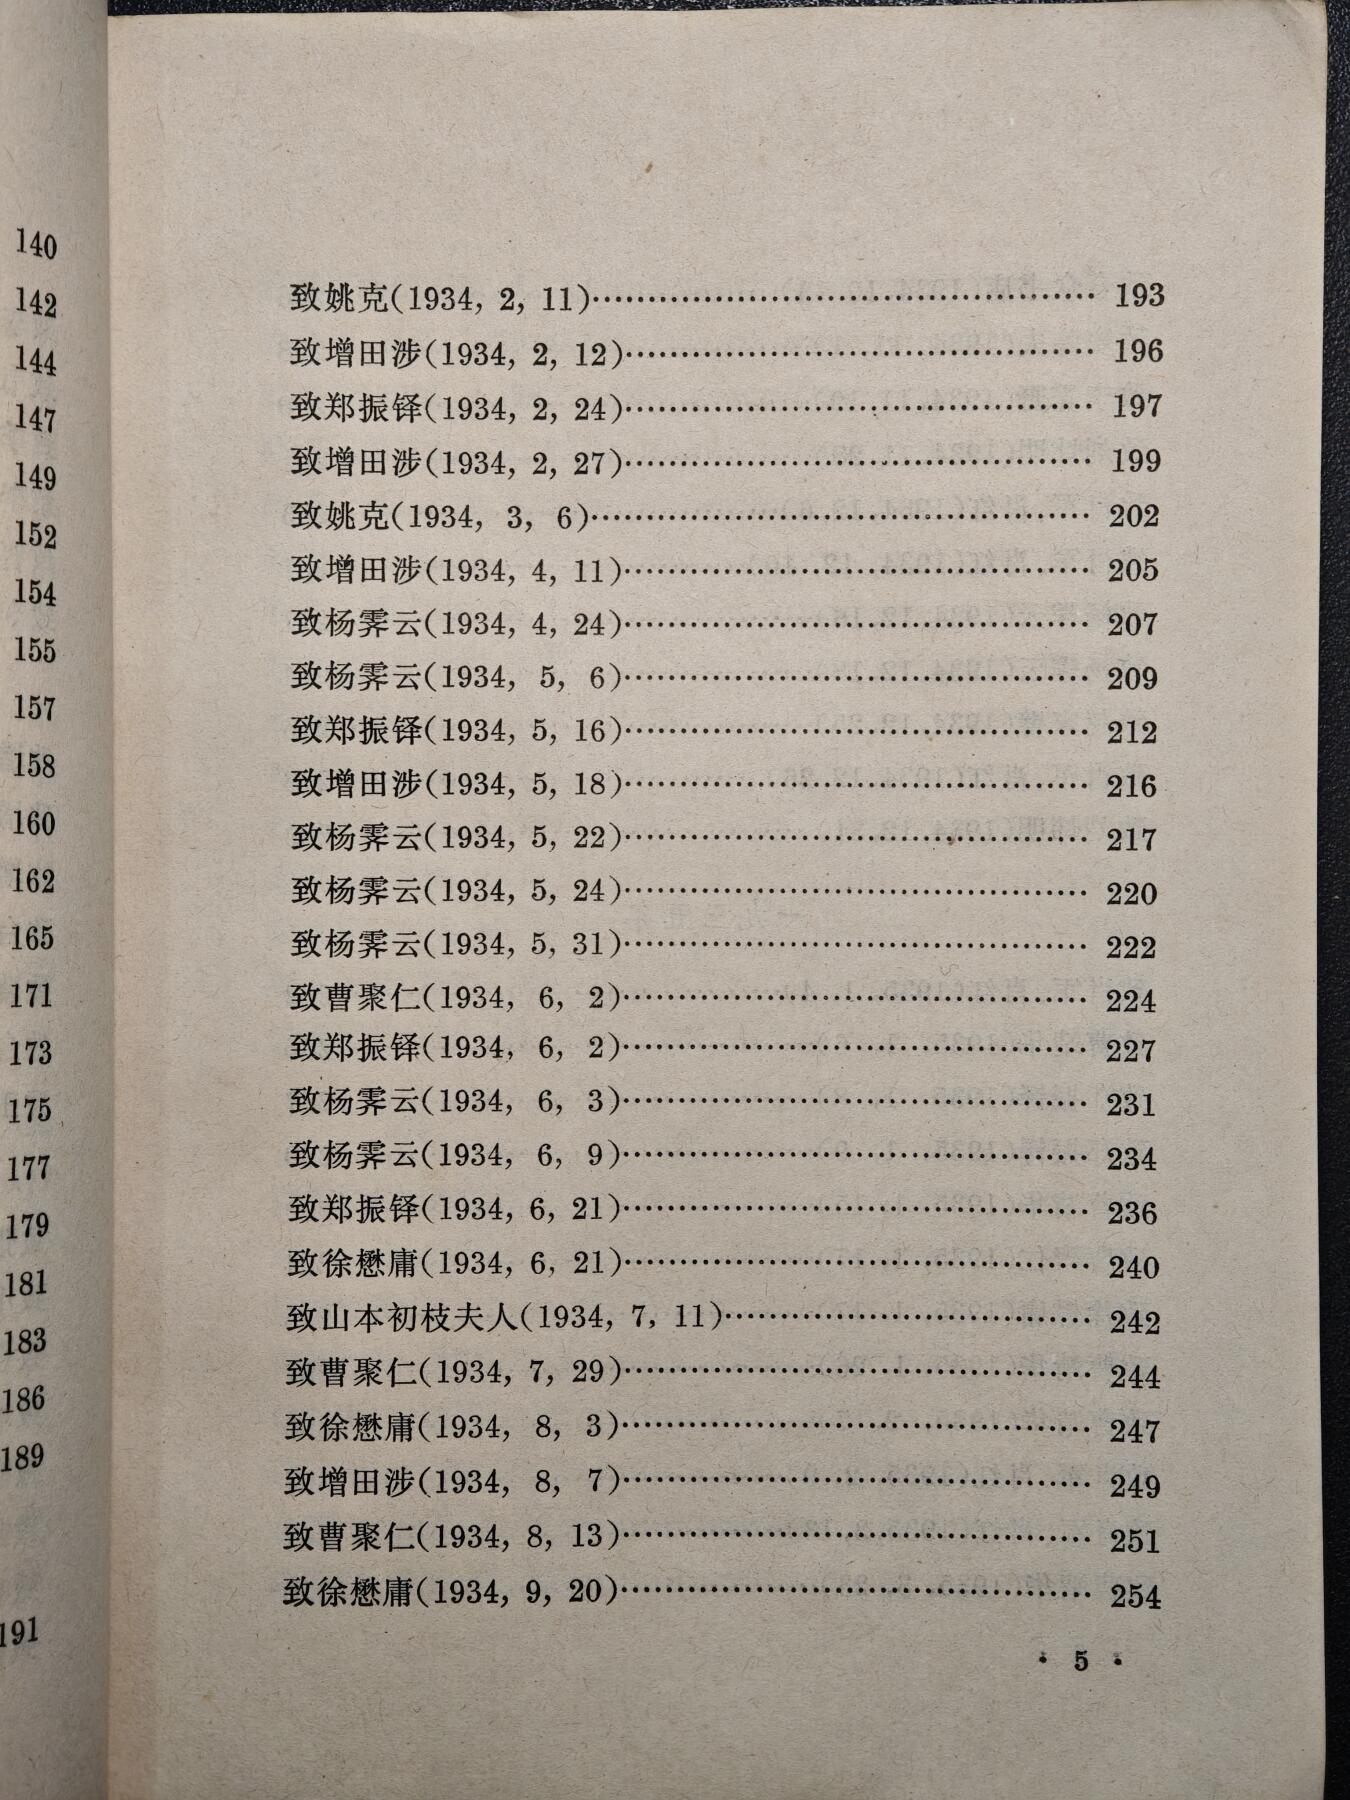 140
142
144
147
149
152
154
155
157
158
160
162
165
171
173
175
177
179
181
183
186
189
191
致姚克(1934, 2, 11)…………………………………………… 193
致增田涉(1934, 2, 12)………………………………………… 196
致郑振铎(1934, 2, 24)………………………………………… 197
致增田涉(1934, 2, 27)………………………………………… 199
致姚克(1934, 3, 6)…………………………………………… 202
致增田涉(1934, 4, 11)………………………………………… 205
致杨霁云(1934, 4, 24)………………………………………… 207
致杨霁云(1934, 5, 6)………………………………………… 209
致郑振铎(1934, 5, 16)………………………………………… 212
致增田涉(1934, 5, 18)………………………………………… 216
致杨霁云(1934, 5, 22)………………………………………… 217
致杨霁云(1934, 5, 24)………………………………………… 220
致杨霁云(1934, 5, 31)………………………………………… 222
致曹聚仁(1934, 6, 2)………………………………………… 224
致郑振铎(1934, 6, 2)………………………………………… 227
致杨霁云(1934, 6, 3)………………………………………… 231
致杨霁云(1934, 6, 9)………………………………………… 234
致郑振铎(1934, 6, 21)………………………………………… 236
致徐懋庸(1934, 6, 21)………………………………………… 240
致山本初枝夫人(1934, 7, 11)……………………………… 242
致曹聚仁(1934, 7, 29)………………………………………… 244
致徐懋庸(1934, 8, 3)………………………………………… 247
致增田涉(1934, 8, 7)………………………………………… 249
致曹聚仁(1934, 8, 13)………………………………………… 251
致徐懋庸(1934, 9, 20)………………………………………… 254
· 5 ·